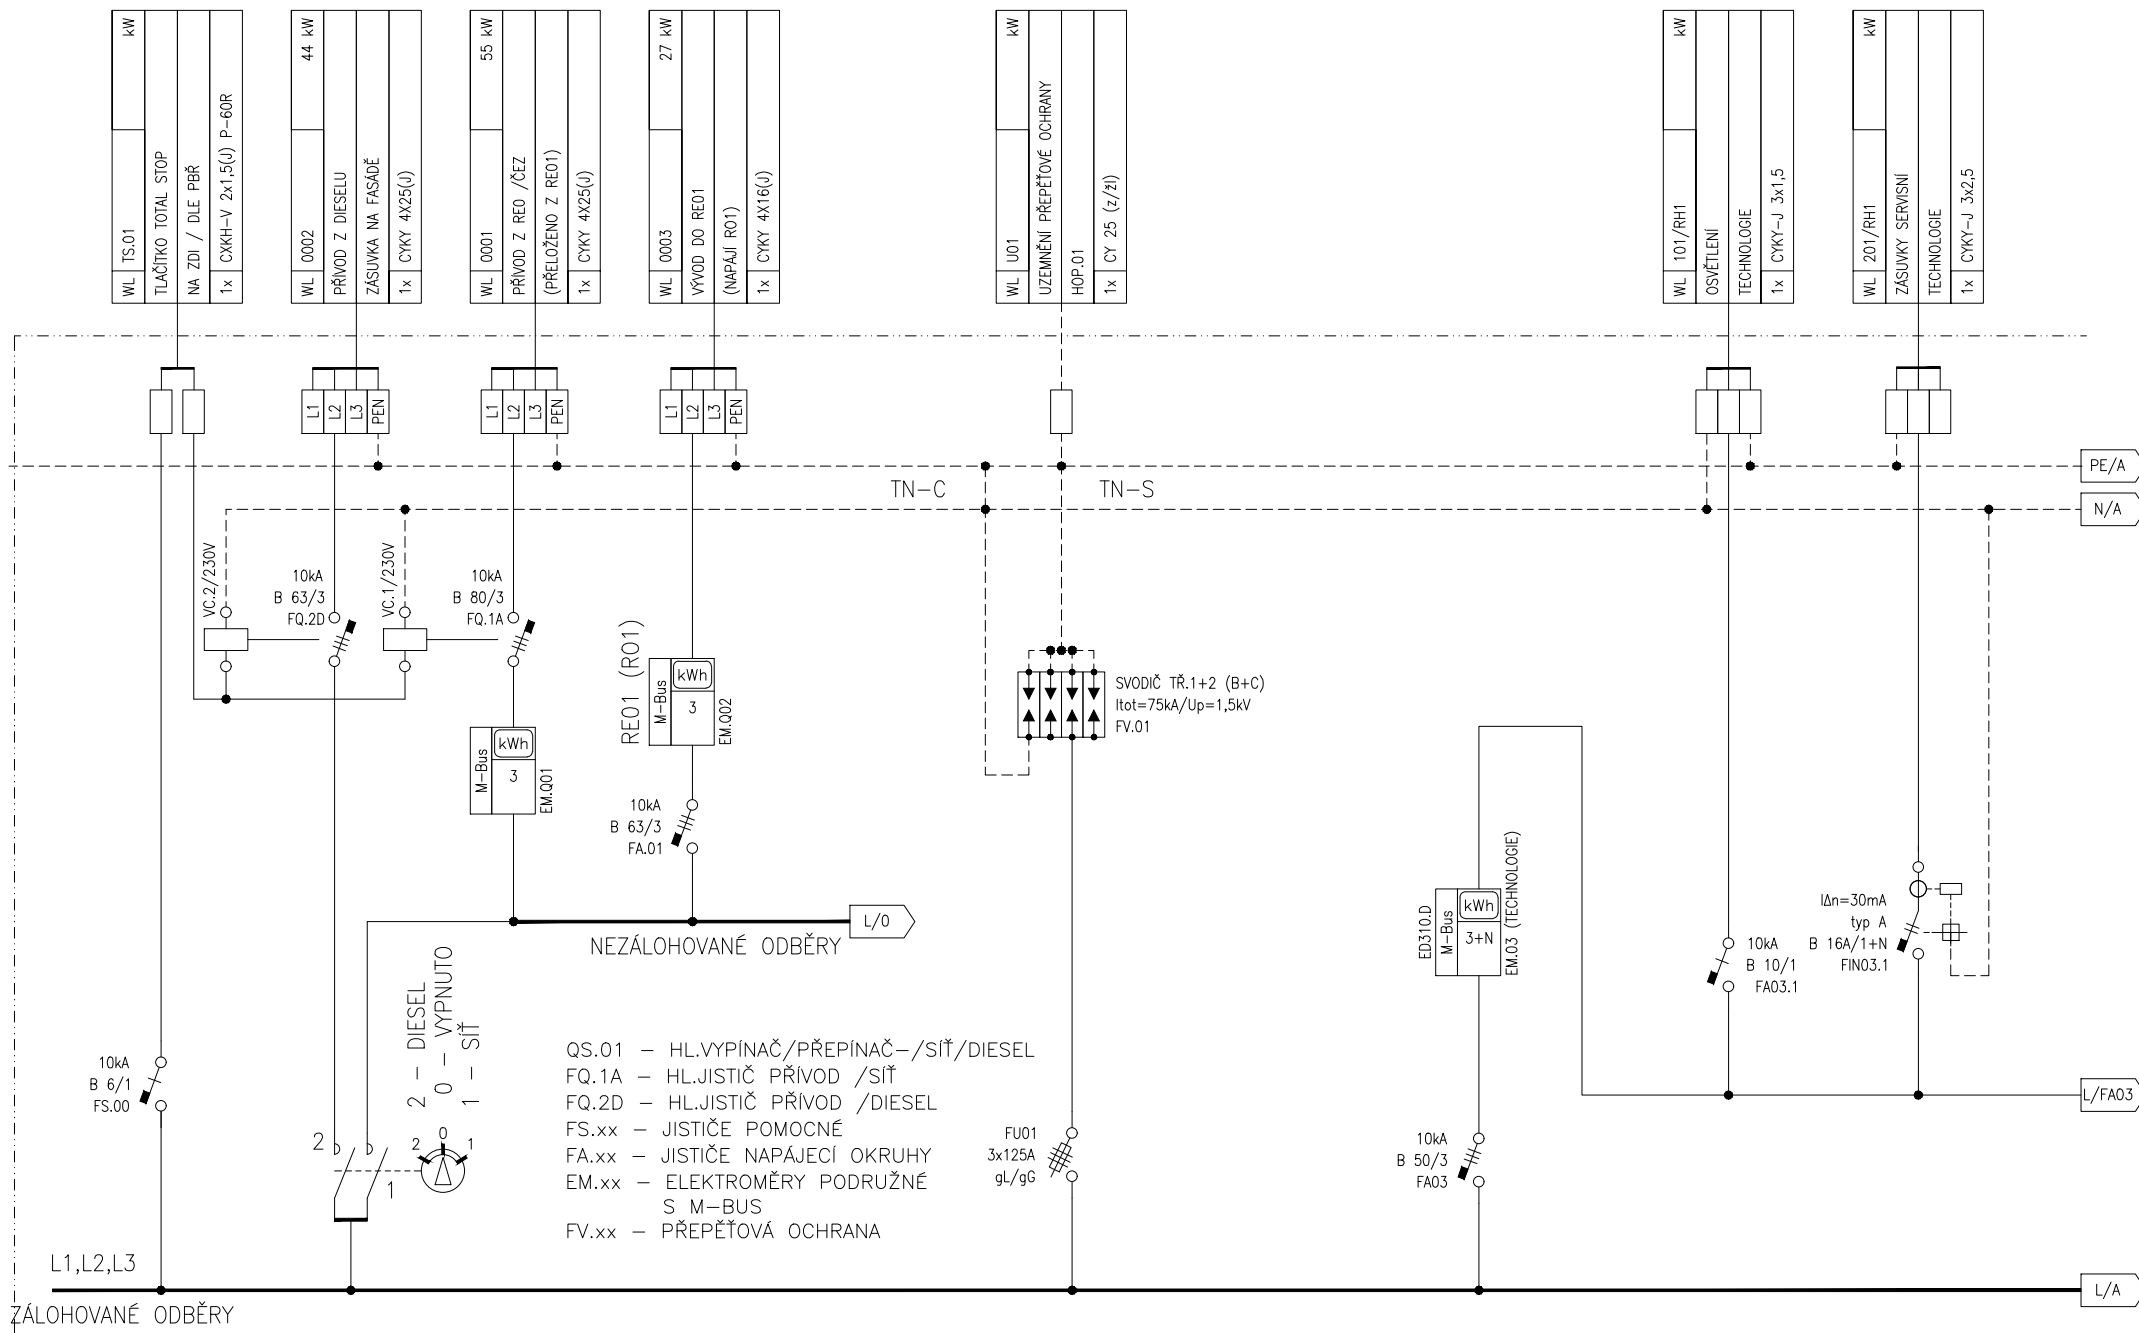 WL TS.01 kW
TLAČÍTKO TOTAL STOP
NA ZDI / DLE PBŘ
1x CXKH-V 2x1,5(J) P-60R
WL 0002 44 kW
PŘÍVOD Z DIESELU
ZÁSUVKA NA FASÁDĚ
1x CYKY 4X25(J)
WL 0001 55 kW
PŘÍVOD Z REO /ČEZ
(PŘELOŽENO Z RE01)
1x CYKY 4X25(J)
WL 0003 27 kW
VÝVOD DO RE01
(NAPÁJÍ R01)
1x CYKY 4X16(J)
WL U01 kW
UZEMNĚNÍ PŘEPĚŤOVÉ OCHRANY
HOP.01
1x CY 25 (z/žl)
WL 101/RH1 kW
OSVĚTLENÍ
TECHNOLOGIE
1x CYKY-J 3x1,5
WL 201/RH1 kW
ZÁSUVKY SERVISNÍ
TECHNOLOGIE
1x CYKY-J 3x2,5
L1 L2 L3 PEN
L1 L2 L3 PEN
L1 L2 L3 PEN
PE/A
TN-C TN-S
N/A
VC.2/230V
10kA
B 63/3
FQ.2D
VC.1/230V
10kA
B 80/3
FQ.1A
RE01 (R01)
M-Bus
kWh
3
EM.Q02
M-Bus
kWh
3
EM.Q01
SVODIČ TŘ.1+2 (B+C)
Itot=75kA/Up=1,5kV
FV.01
10kA
B 63/3
FA.01
L/0
NEZÁLOHOVANÉ ODBĚRY
ED310.D
M-Bus
kWh
3+N
EM.03 (TECHNOLOGIE)
10kA
B 10/1
FA03.1
IΔn=30mA
typ A
B 16A/1+N
FIN03.1
2 - DIESEL
0 - VYPNUTO
1 - SÍŤ
10kA
B 6/1
FS.00
2
1
2 0 1
QS.01 - HL.VYPÍNAČ/PŘEPÍNAČ-/SÍŤ/DIESEL
FQ.1A - HL.JISTIČ PŘÍVOD /SÍŤ
FQ.2D - HL.JISTIČ PŘÍVOD /DIESEL
FS.xx - JISTIČE POMOCNÉ
FA.xx - JISTIČE NAPÁJECÍ OKRUHY
EM.xx - ELEKTROMĚRY PODRUŽNÉ
S M-BUS
FV.xx - PŘEPĚŤOVÁ OCHRANA
FU01
3x125A
gL/gG
10kA
B 50/3
FA03
L/FA03
L1,L2,L3
L/A
ZÁLOHOVANÉ ODBĚRY